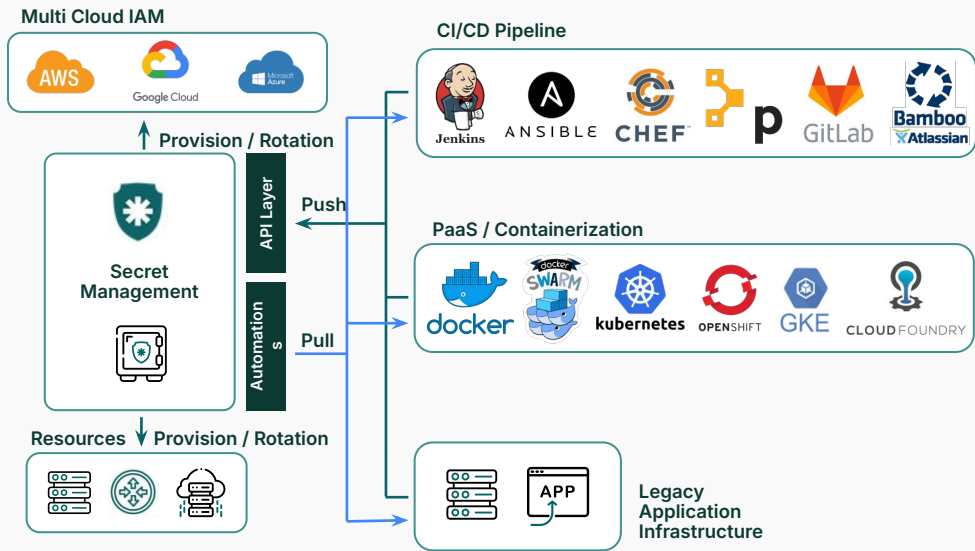 Multi Cloud IAM
AWS
Google Cloud
Microsoft
Azure
Provision / Rotation
Secret
Management
API Layer
Automation
s
Push
Pull
Resources
Provision / Rotation
CI/CD Pipeline
Jenkins
ANSIBLE
CHEF™
p
GitLab
Bamboo
Atlassian
PaaS / Containerization
docker
docker
SWARM
kubernetes
OPENSHIFT
GKE
CLOUD FOUNDRY
APP
Legacy
Application
Infrastructure